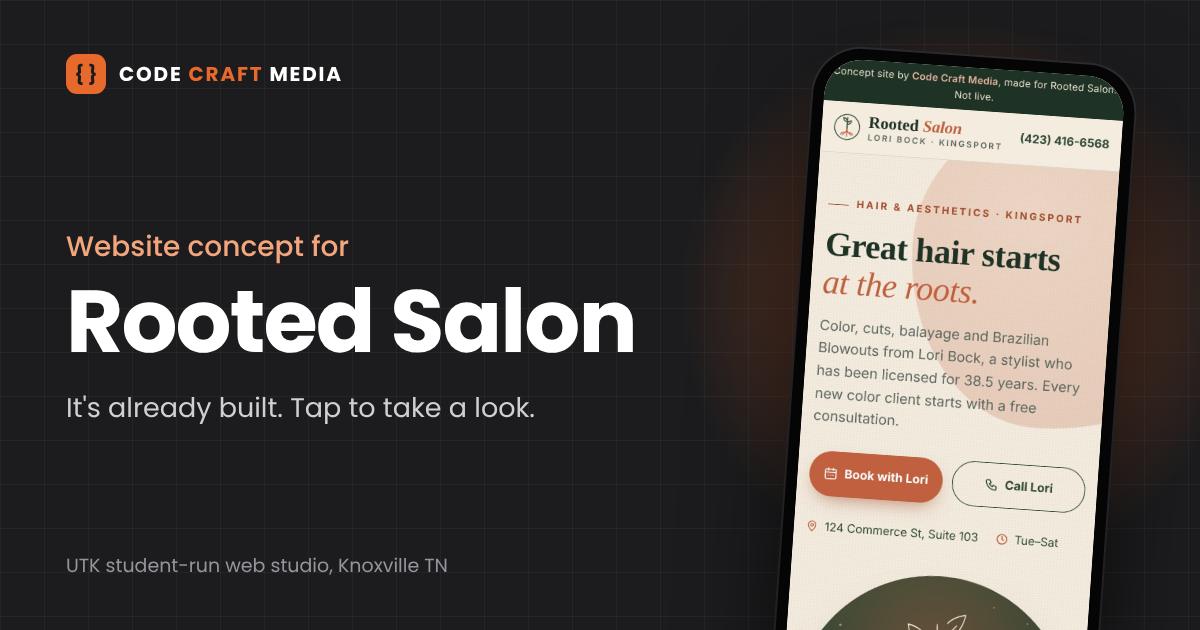 { } CODE CRAFT MEDIA
Website concept for
Rooted Salon
It's already built. Tap to take a look.
UTK student-run web studio, Knoxville TN
Concept site by Code Craft Media, made for Rooted Salon.
Not live.
Rooted Salon
LORI BOCK · KINGSPORT
(423) 416-6568
HAIR & AESTHETICS · KINGSPORT
Great hair starts
at the roots.
Color, cuts, balayage and Brazilian
Blowouts from Lori Bock, a stylist who
has been licensed for 38.5 years. Every
new color client starts with a free
consultation.
Book with Lori
Call Lori
124 Commerce St, Suite 103
Tue–Sat